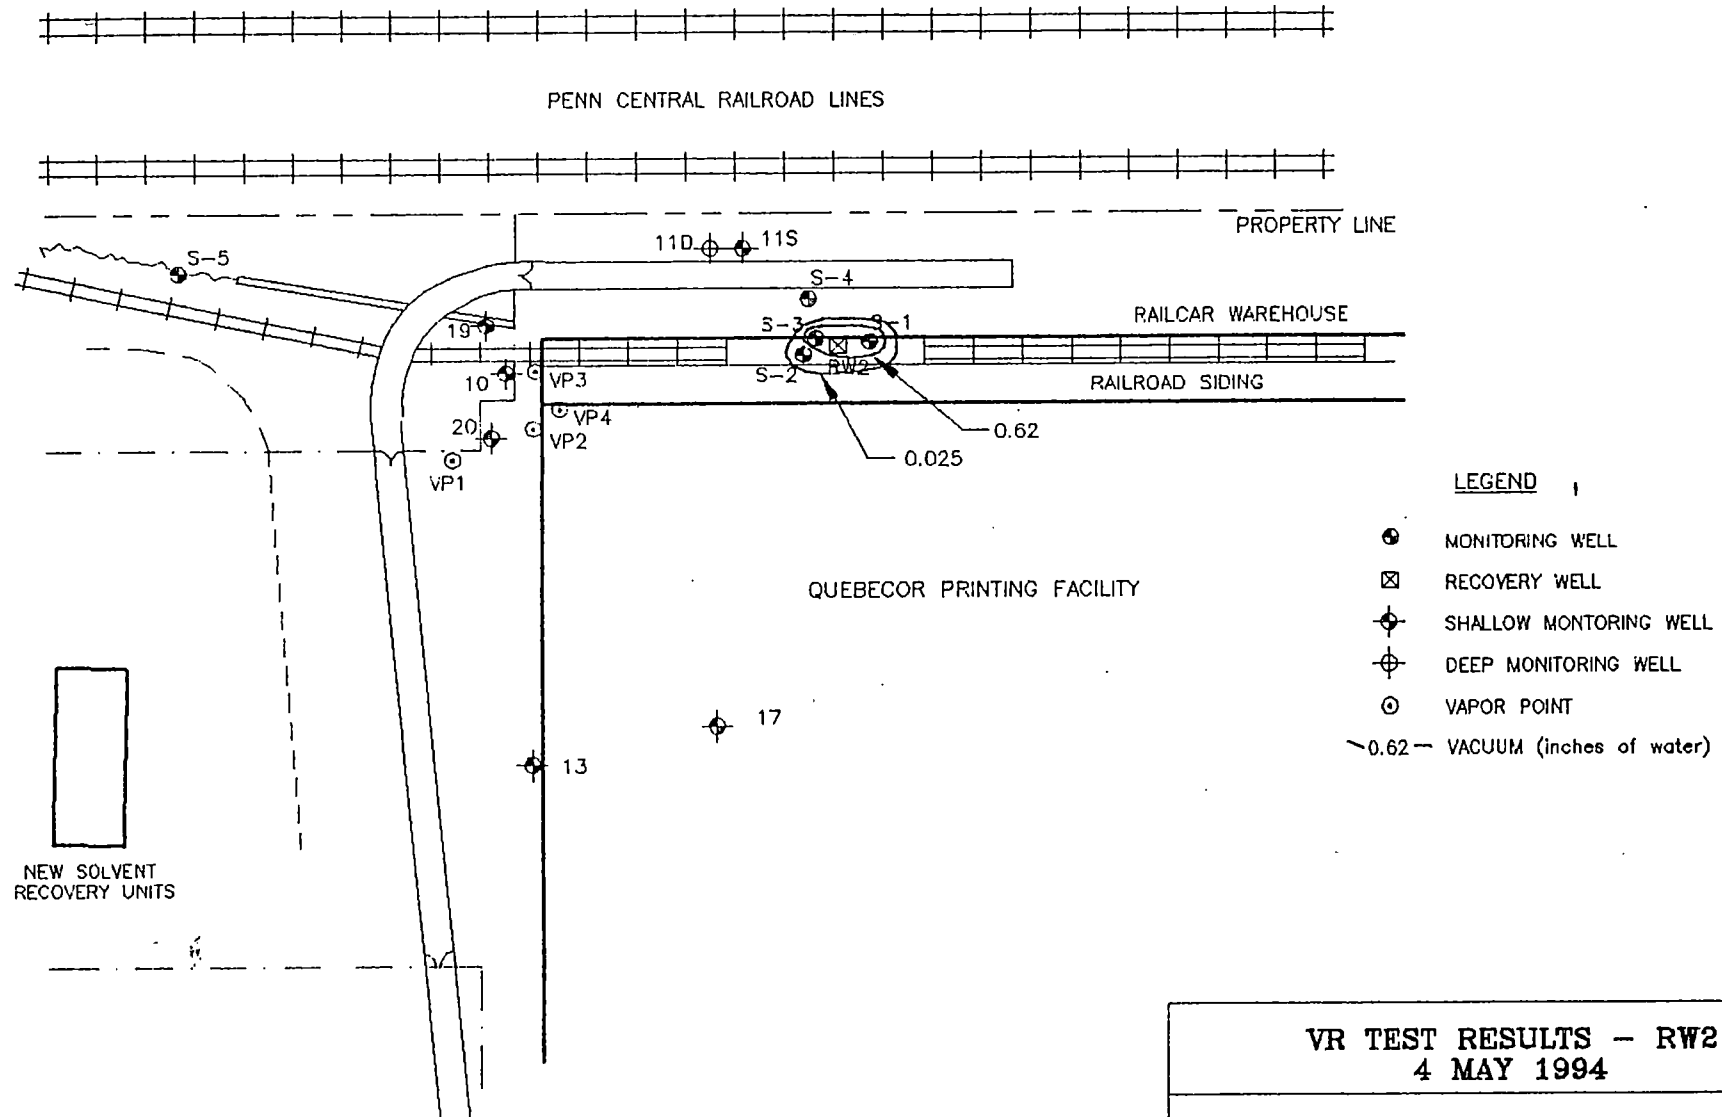 PENN CENTRAL RAILROAD LINES
PROPERTY LINE
11D
11S
S-5
S-4
RAILCAR WAREHOUSE
19
S-3
S-1
S-2
RW2
10
VP3
RAILROAD SIDING
VP4
20
VP2
0.62
0.025
VP1
LEGEND
MONITORING WELL
QUEBECOR PRINTING FACILITY
RECOVERY WELL
SHALLOW MONTORING WELL
DEEP MONITORING WELL
VAPOR POINT
17
0.62 VACUUM (inches of water)
13
NEW SOLVENT
RECOVERY UNITS
VR TEST RESULTS - RW2
4 MAY 1994